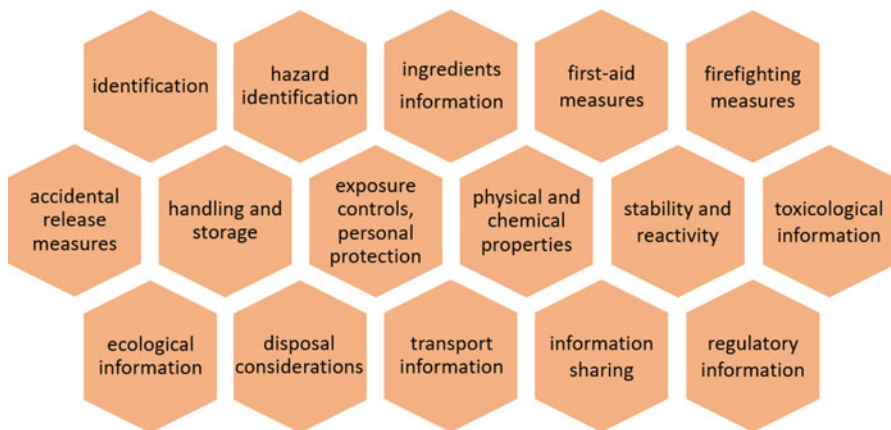 identification
hazard
identification
ingredients
information
first-aid
measures
firefighting
measures
accidental
release
measures
handling and
storage
exposure
controls,
personal
protection
physical and
chemical
properties
stability and
reactivity
toxicological
information
ecological
information
disposal
considerations
transport
information
information
sharing
regulatory
information